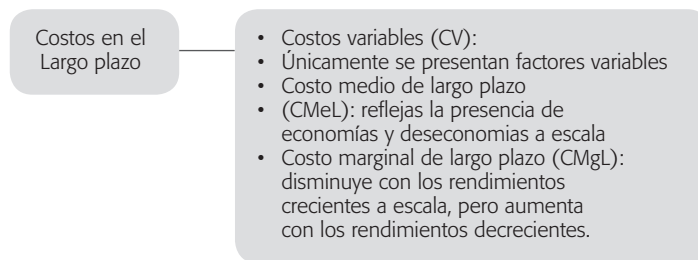 Costos en el
Largo plazo
• Costos variables (CV):
• Únicamente se presentan factores variables
• Costo medio de largo plazo
• (CMeL): reflejas la presencia de
economías y deseconomias a escala
• Costo marginal de largo plazo (CMgL):
disminuye con los rendimientos
crecientes a escala, pero aumenta
con los rendimientos decrecientes.